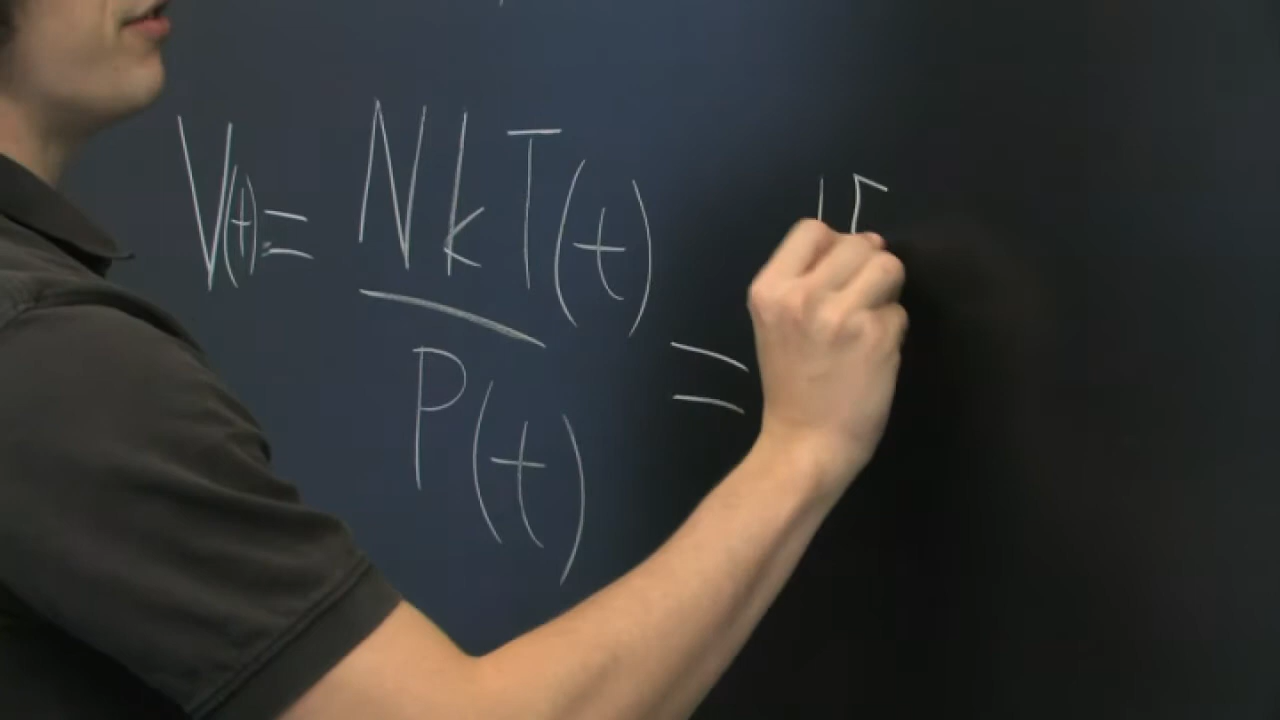 V(t) = NkT(t)
P(t) =